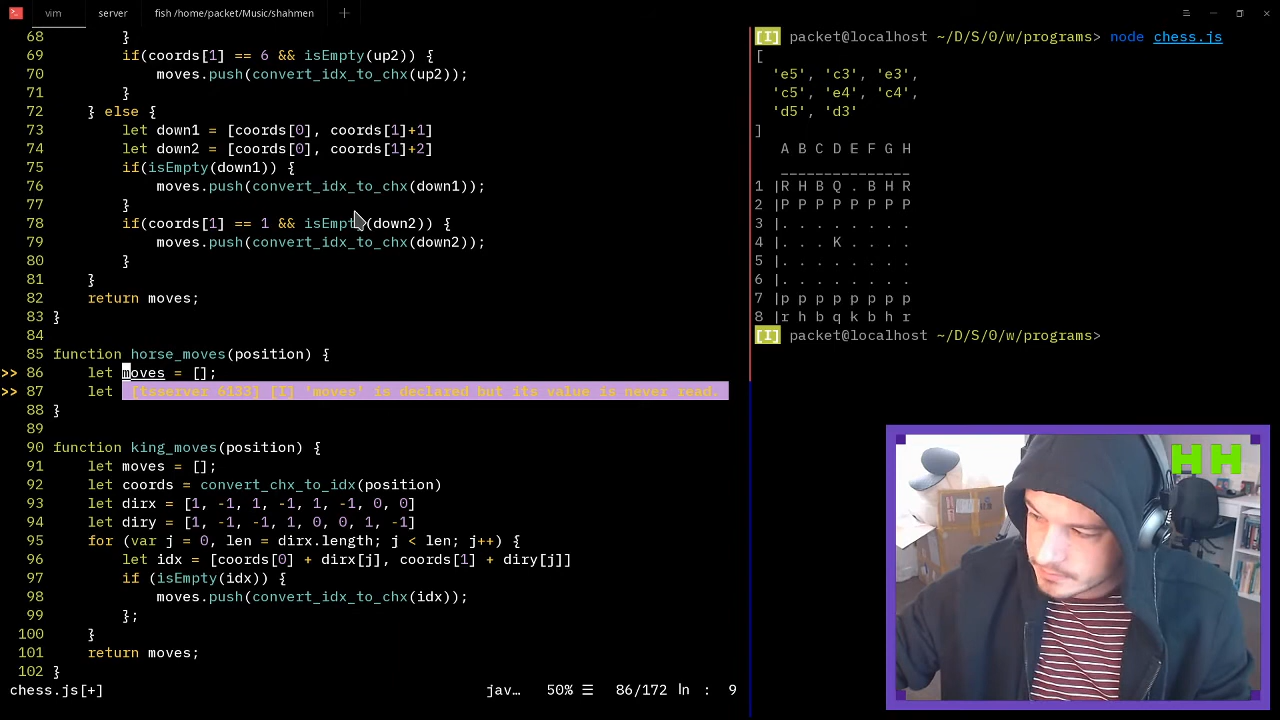 vim
server
fish /home/packet/Music/shahmen
68 }
69 if(coords[1] == 6 && isEmpty(up2)) {
70 moves.push(convert_idx_to_chx(up2));
71 }
72 } else {
73 let down1 = [coords[0], coords[1]+1]
74 let down2 = [coords[0], coords[1]+2]
75 if(isEmpty(down1)) {
76 moves.push(convert_idx_to_chx(down1));
77 }
78 if(coords[1] == 1 && isEmpty(down2)) {
79 moves.push(convert_idx_to_chx(down2));
80 }
81 }
82 return moves;
83 }
84
85 function horse_moves(position) {
>> 86 let moves = [];
>> 87 let [tsserver 6133] [I] 'moves' is declared but its value is never read.
88 }
89
90 function king_moves(position) {
91 let moves = [];
92 let coords = convert_chx_to_idx(position)
93 let dirx = [1, -1, 1, -1, 1, -1, 0, 0]
94 let diry = [1, -1, -1, 1, 0, 0, 1, -1]
95 for (var j = 0, len = dirx.length; j < len; j++) {
96 let idx = [coords[0] + dirx[j], coords[1] + diry[j]]
97 if (isEmpty(idx)) {
98 moves.push(convert_idx_to_chx(idx));
99 };
100 }
101 return moves;
102 }
chess.js[+] jav… 50% ☰ 86/172 ln : 9
[I] packet@localhost ~/D/S/0/w/programs> node chess.js
[
'e5', 'c3', 'e3',
'c5', 'e4', 'c4',
'd5', 'd3'
]
A B C D E F G H
_______________
1 |R H B Q . B H R
2 |P P P P P P P P
3 |. . . . . . . .
4 |. . . K . . . .
5 |. . . . . . . .
6 |. . . . . . . .
7 |p p p p p p p p
8 |r h b q k b h r
[I] packet@localhost ~/D/S/0/w/programs>
HH